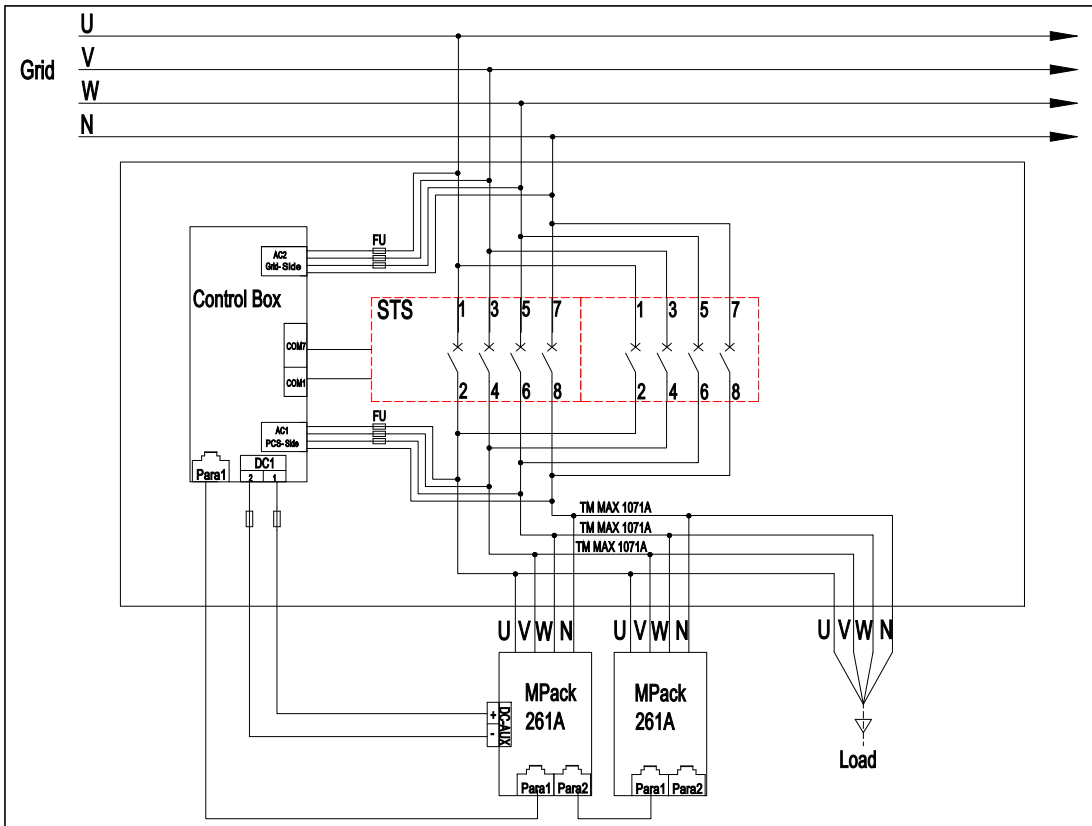 U
V
Grid
W
N
FU
AC2
Grid-Side
Control Box
STS
1 3 5 7
1 3 5 7
COM7
COM1
2 4 6 8
2 4 6 8
FU
AC1
PCS-Side
Para1
DC1
2 1
TM MAX 1071A
TM MAX 1071A
TM MAX 1071A
U V W N
U V W N
U V W N
MPack
261A
MPack
261A
+
-
DC-AUX
Load
Para1 Para2
Para1 Para2